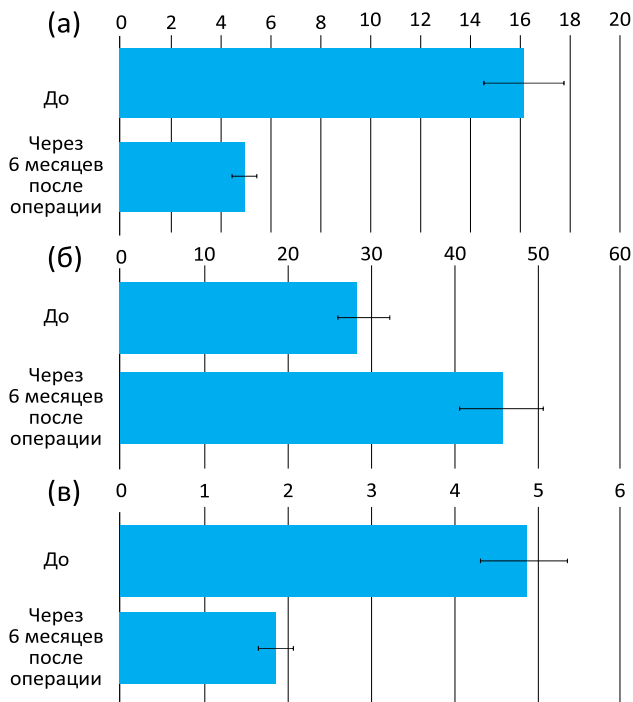 (а)
0 2 4 6 8 10 12 14 16 18 20
До
Через
6 месяцев
после
операции
(б)
0 10 20 30 40 50 60
До
Через
6 месяцев
после
операции
(в)
0 1 2 3 4 5 6
До
Через
6 месяцев
после
операции